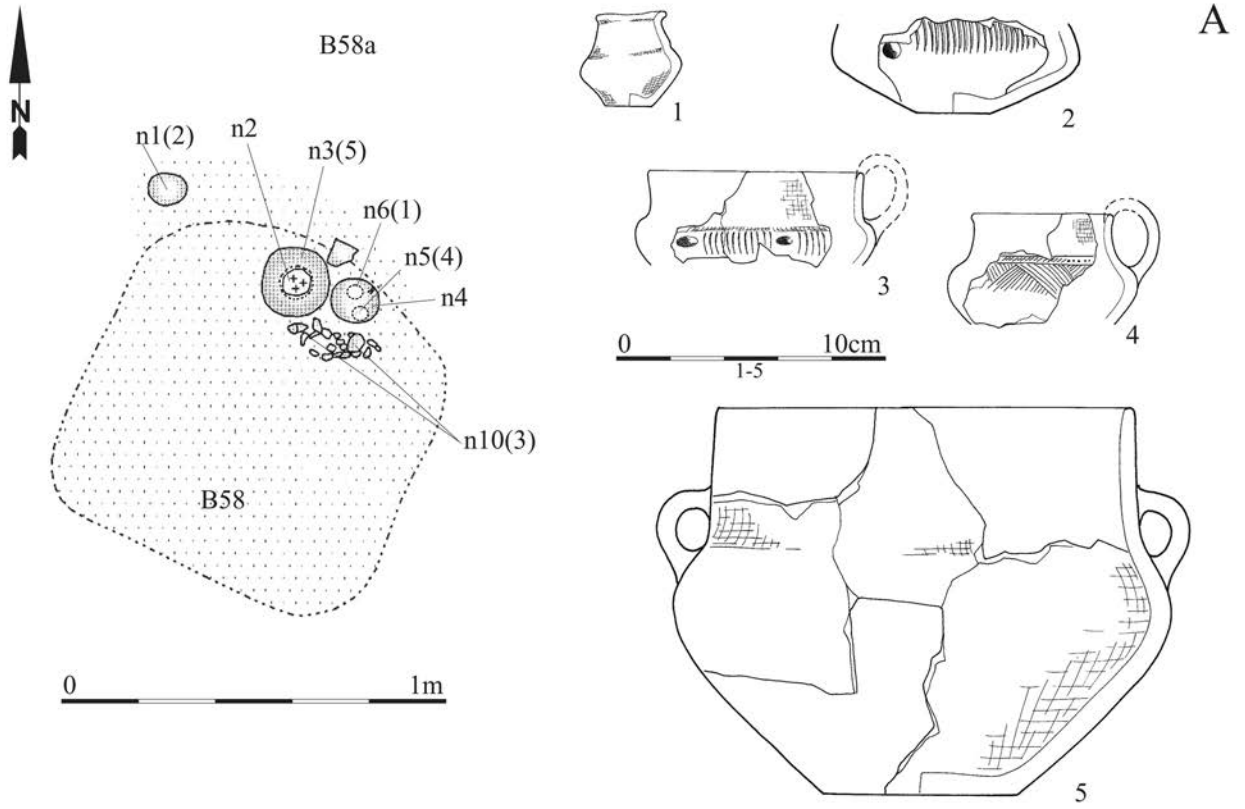 A
N
B58a
n1(2)
n2
n3(5)
n6(1)
n5(4)
n4
n10(3)
B58
0 1m
1
2
3
4
0 10cm
1-5
5